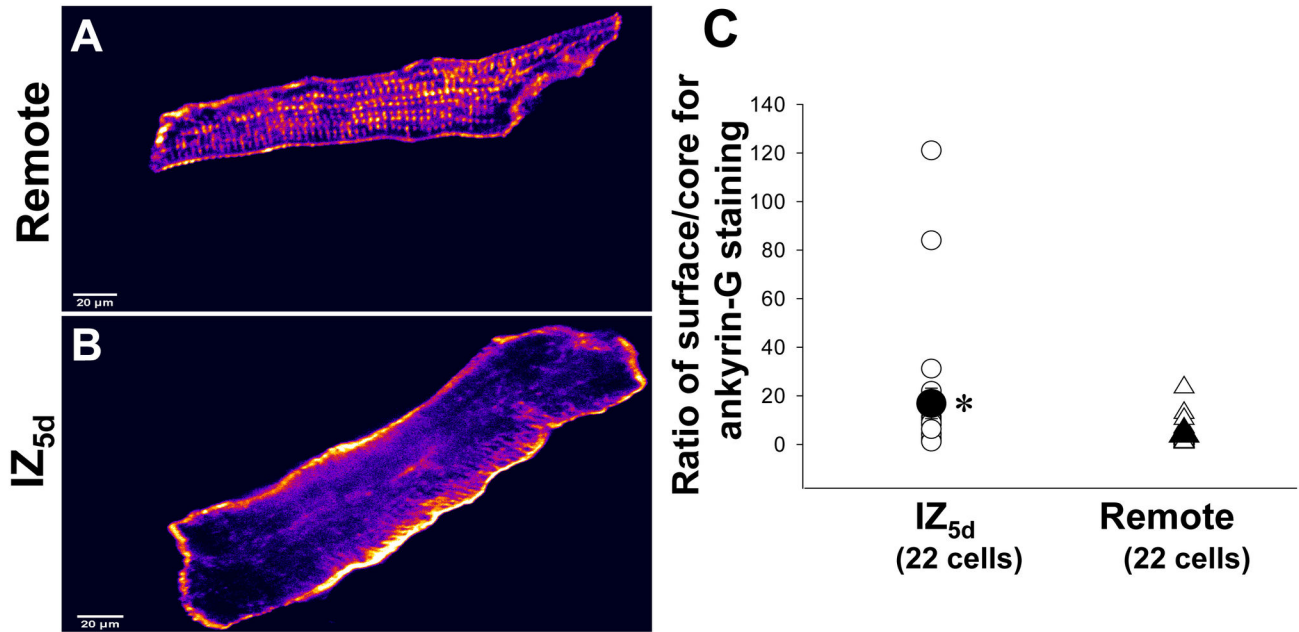 A
Remote
20 µm
B
IZ5d
20 µm
C
Ratio of surface/core for
ankyrin-G staining
140
120
100
80
60
40
20
0
*
IZ5d
(22 cells)
Remote
(22 cells)